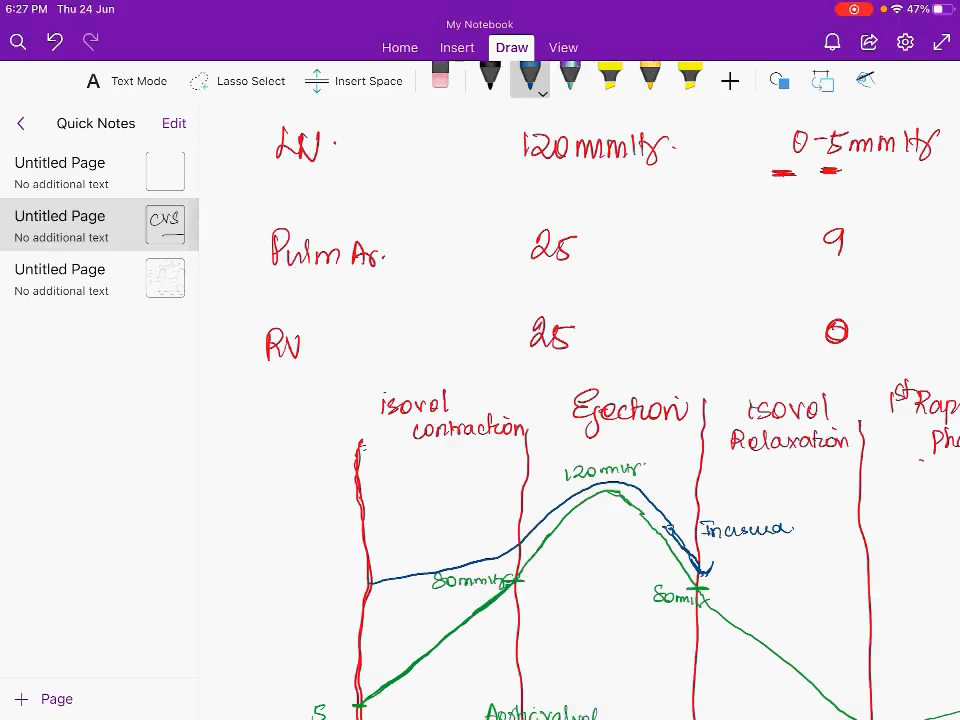 6:27 PM Thu 24 Jun
47%
My Notebook
Home Insert Draw View
Text Mode Lasso Select Insert Space
Quick Notes Edit
Untitled Page
No additional text
Untitled Page
No additional text
CVS
Untitled Page
No additional text
Page
LV 120mmHg. 0-5mmHg
Pulm Ar. 25 9
RV 25 0
isovol contraction
Ejection
Isovol Relaxation
1st Rap
Ph
120mmHg.
80mmHg
80mmHg
5